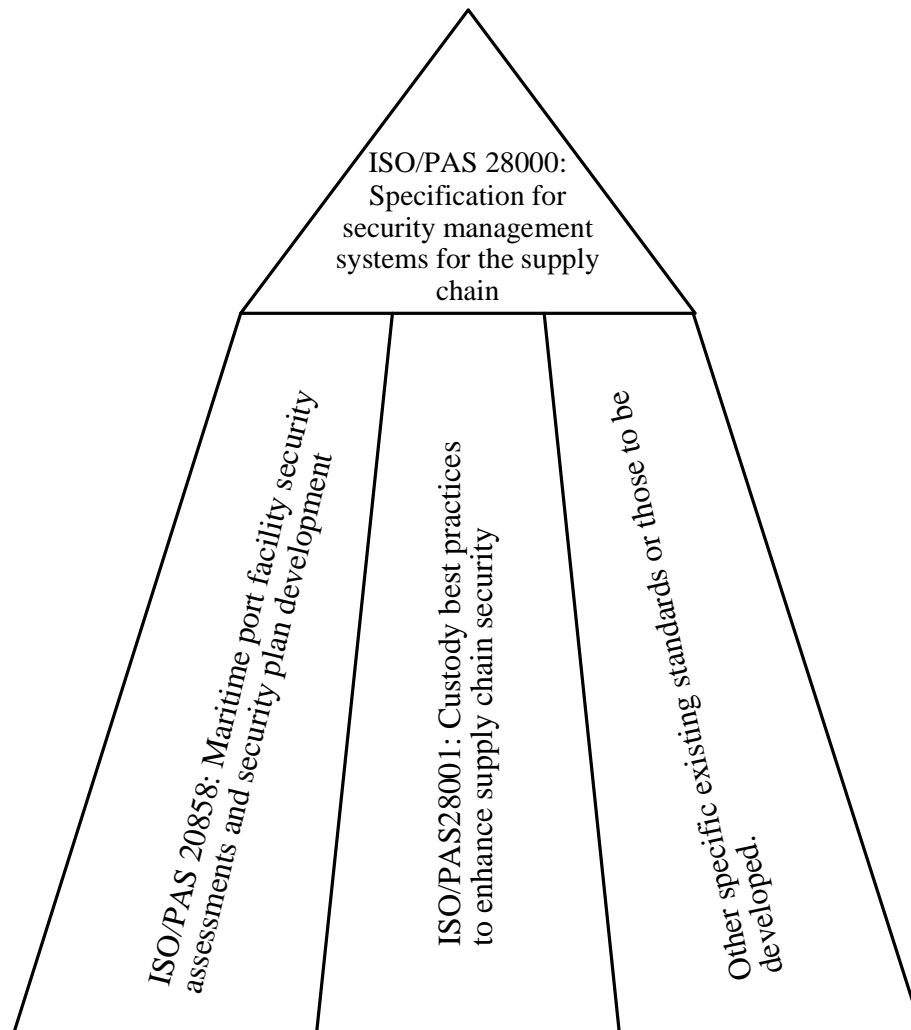 ISO/PAS 28000:
Specification for
security management
systems for the supply
chain
ISO/PAS 20858: Maritime port facility security
assessments and security plan development
ISO/PAS28001: Custody best practices
to enhance supply chain security
Other specific existing standards or those to be
developed.